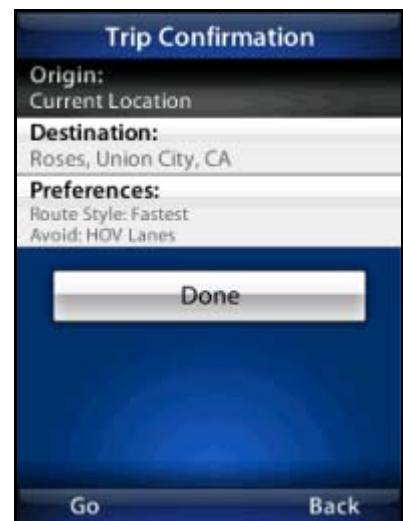 Trip Confirmation
Origin:
Current Location
Destination:
Roses, Union City, CA
Preferences:
Route Style: Fastest
Avoid: HOV Lanes
Done
Go Back